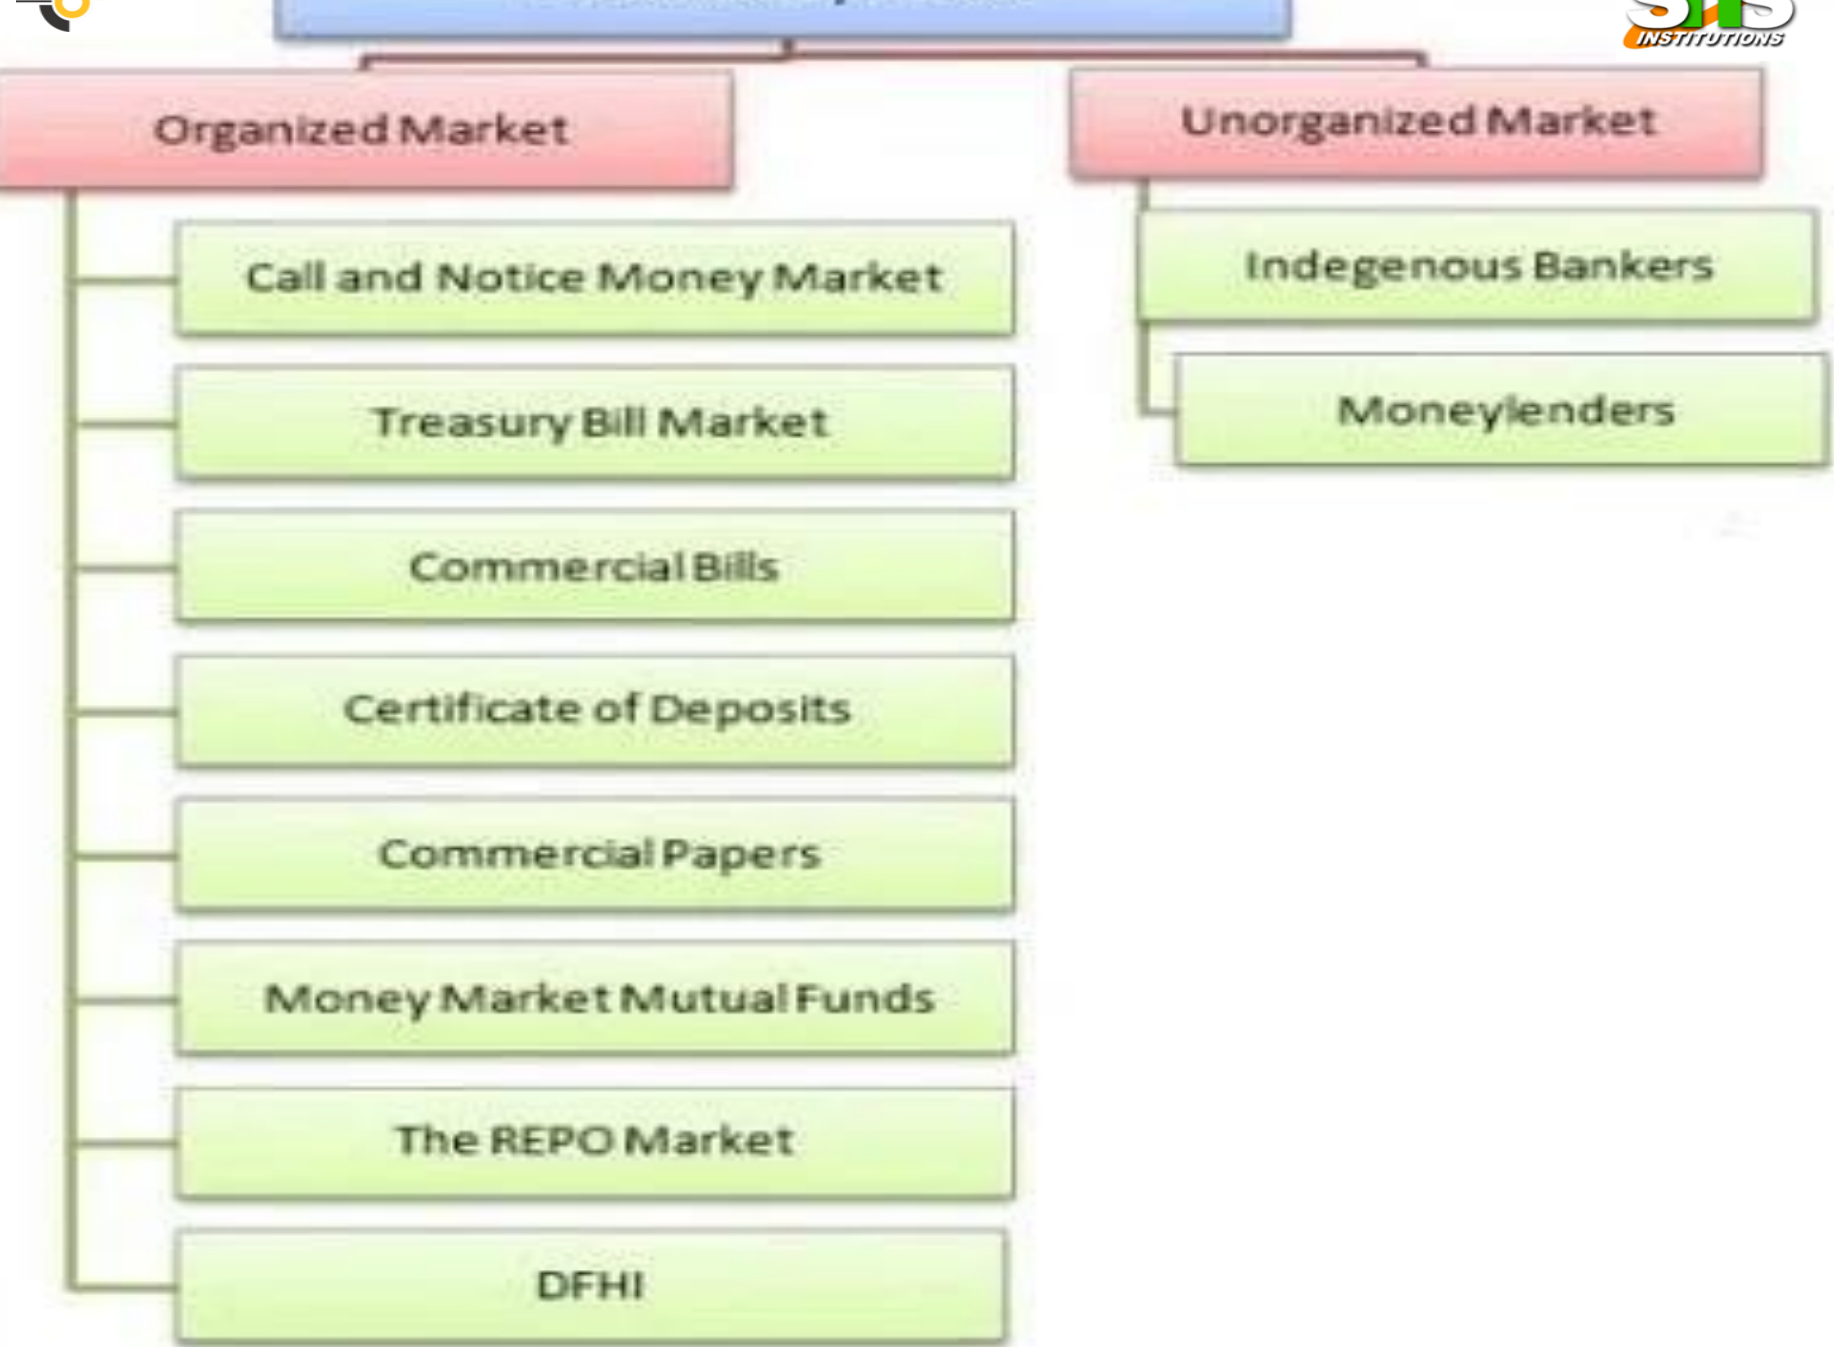 SNS
INSTITUTIONS
Organized Market
Unorganized Market
Call and Notice Money Market
Indegenous Bankers
Treasury Bill Market
Moneylenders
Commercial Bills
Certificate of Deposits
Commercial Papers
Money Market Mutual Funds
The REPO Market
DFHI